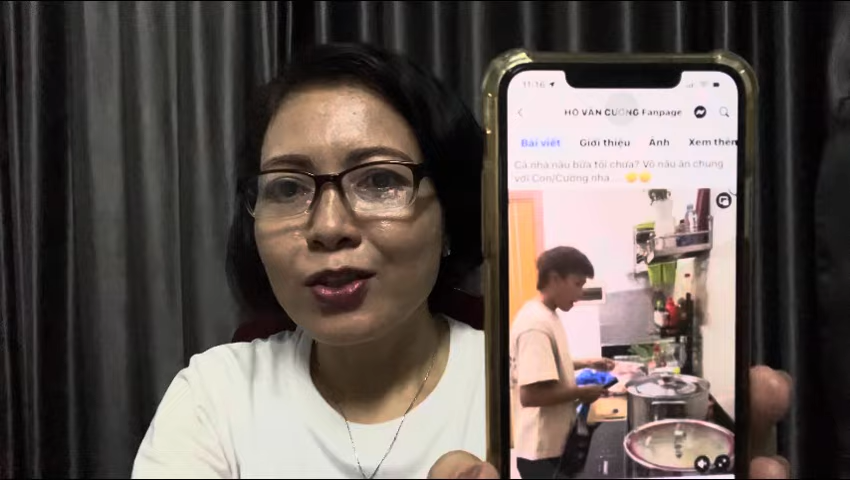 11:16
HỒ VĂN CƯỜNG Fanpage
Bài viết Giới thiệu Ảnh Xem thêm
Cả nhà nấu bữa tối chưa? Vô nấu ăn chung
với Con/Cường nha...